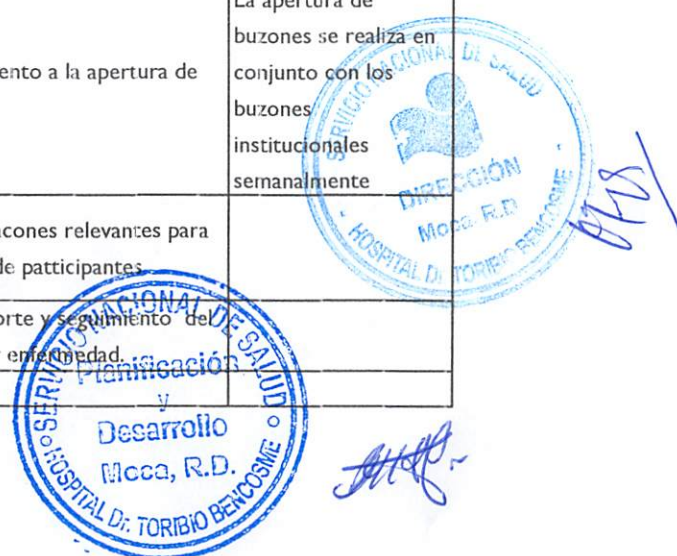 La apertura de
buzones se realiza en
ento a la apertura de
conjunto con los
buzones
institucionales
semanalmente
cones relevantes para
de patticipantes
orte y seguimiento del
enfermedad.
SERVICIO NACIONAL DE SALUD
DIRECCIÓN
Moca R.D
HOSPITAL Dr. TORIBIO BENCOSME
SERVICIO NACIONAL DE SALUD
Planificación
y
Desarrollo
Moca, R.D.
HOSPITAL Dr. TORIBIO BENCOSME